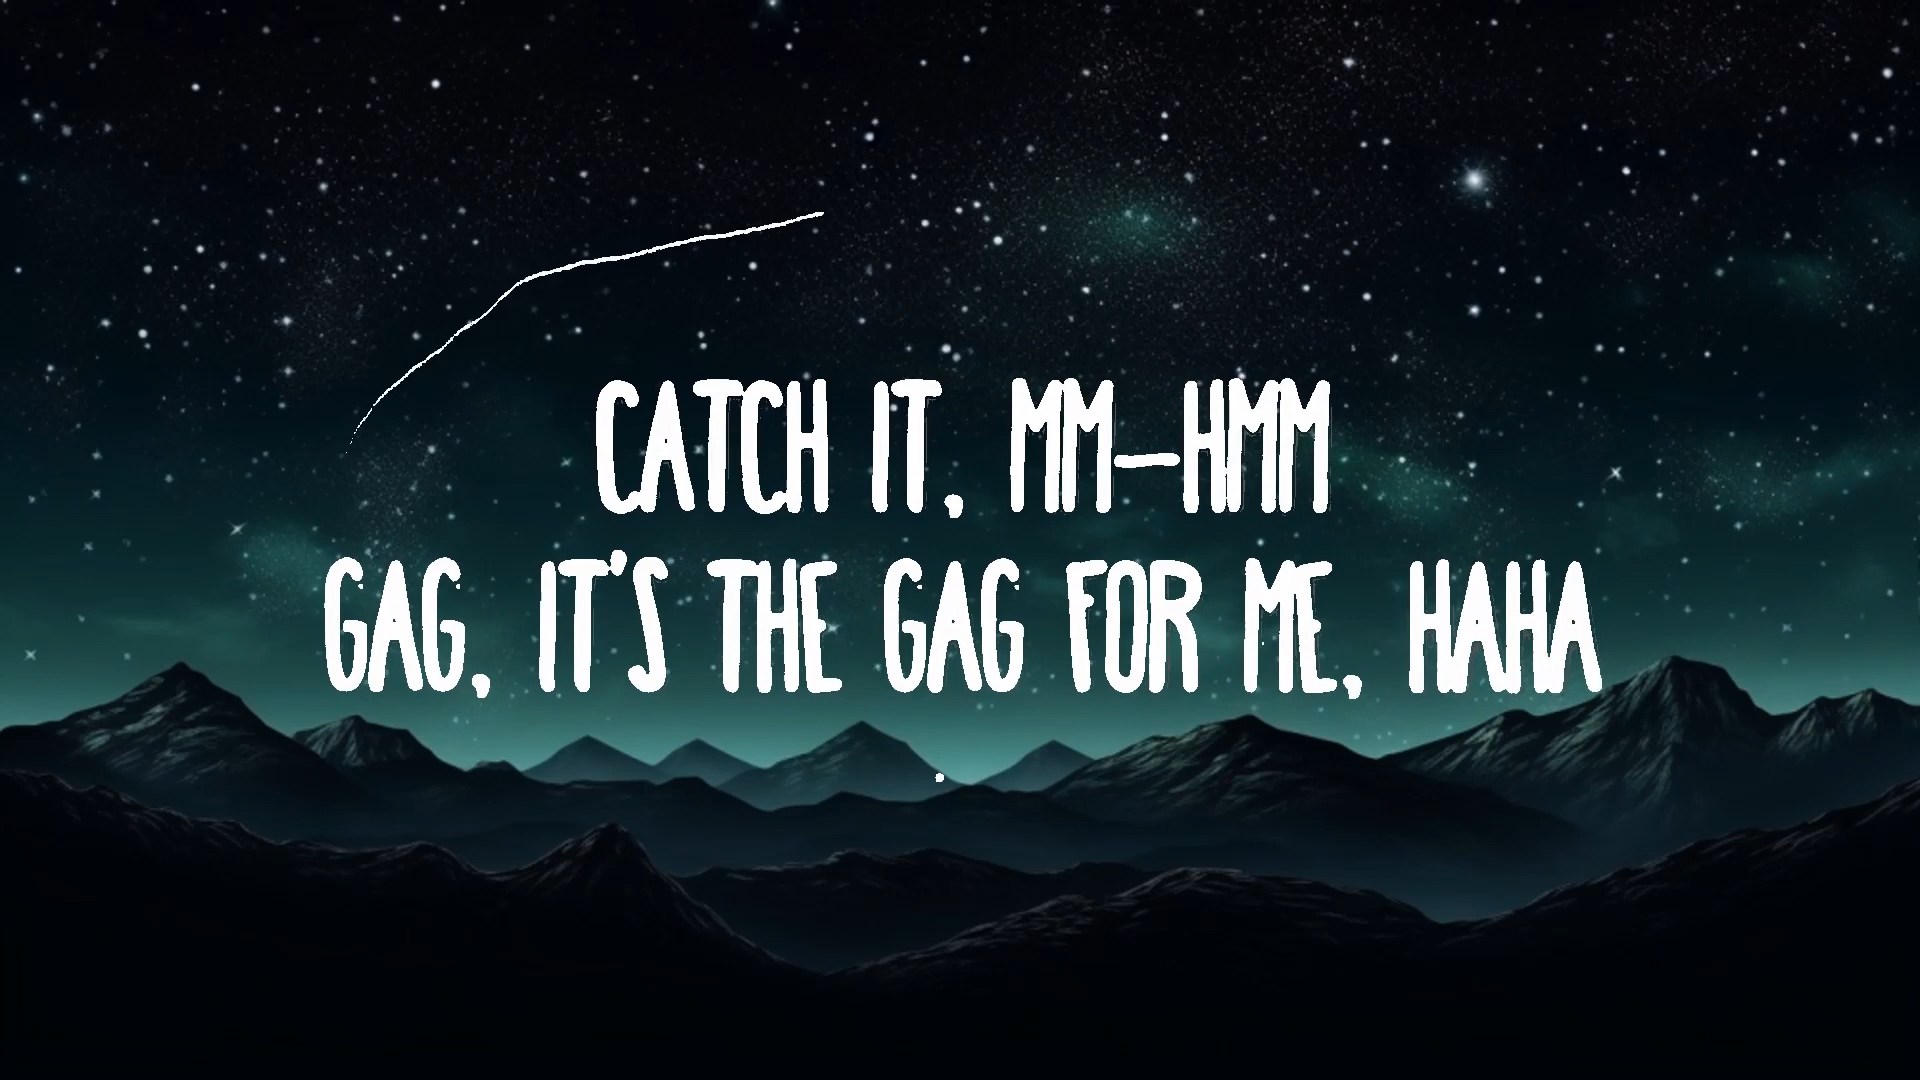 CATCH IT, MM-HMM
GAG, IT'S THE GAG FOR ME, HAHA